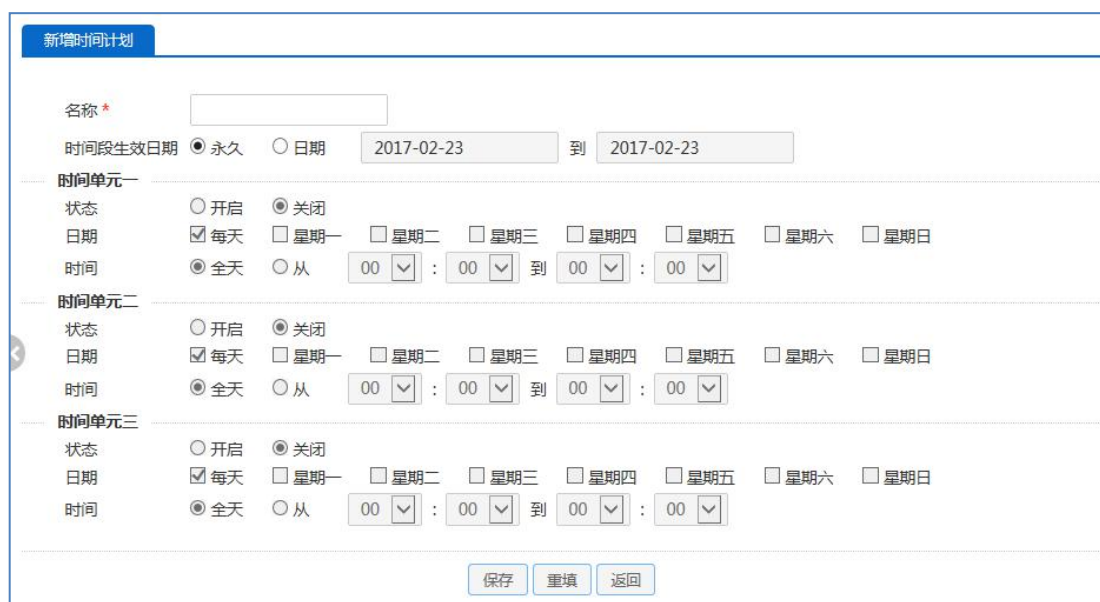 新增时间计划
名称 *
时间段生效日期 永久 日期 2017-02-23 到 2017-02-23
时间单元一
状态 开启 关闭
日期 每天 星期一 星期二 星期三 星期四 星期五 星期六 星期日
时间 全天 从 00 : 00 到 00 : 00
时间单元二
状态 开启 关闭
日期 每天 星期一 星期二 星期三 星期四 星期五 星期六 星期日
时间 全天 从 00 : 00 到 00 : 00
时间单元三
状态 开启 关闭
日期 每天 星期一 星期二 星期三 星期四 星期五 星期六 星期日
时间 全天 从 00 : 00 到 00 : 00
保存 重填 返回